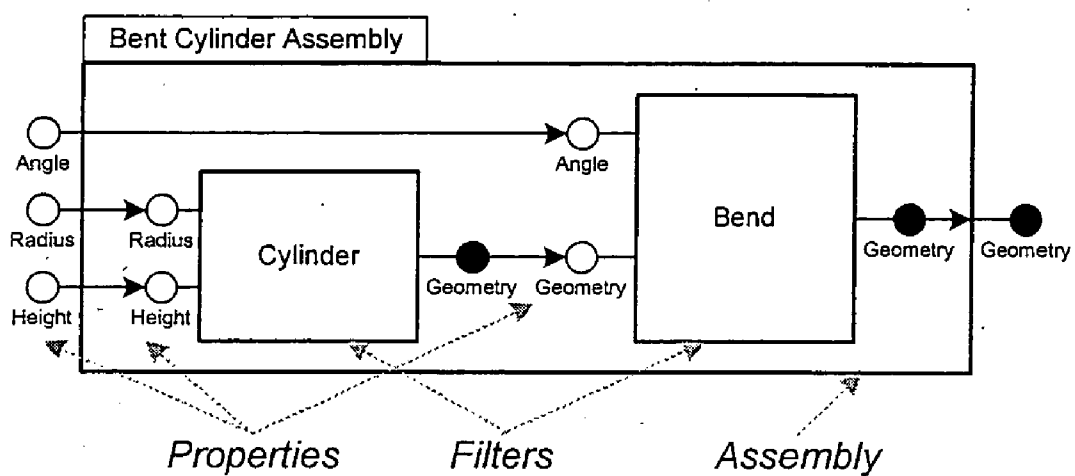 Bent Cylinder Assembly
Angle
Angle
Radius
Radius
Cylinder
Bend
Geometry
Geometry
Geometry
Geometry
Height
Height
Properties
Filters
Assembly